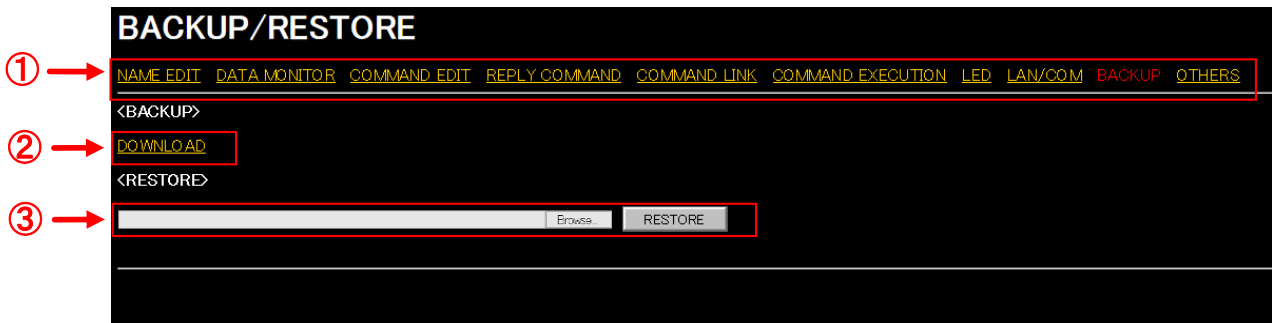 BACKUP/RESTORE
① NAME EDIT DATA MONITOR COMMAND EDIT REPLY COMMAND COMMAND LINK COMMAND EXECUTION LED LAN/COM BACKUP OTHERS
<BACKUP>
② DOWNLOAD
<RESTORE>
③ Browse... RESTORE